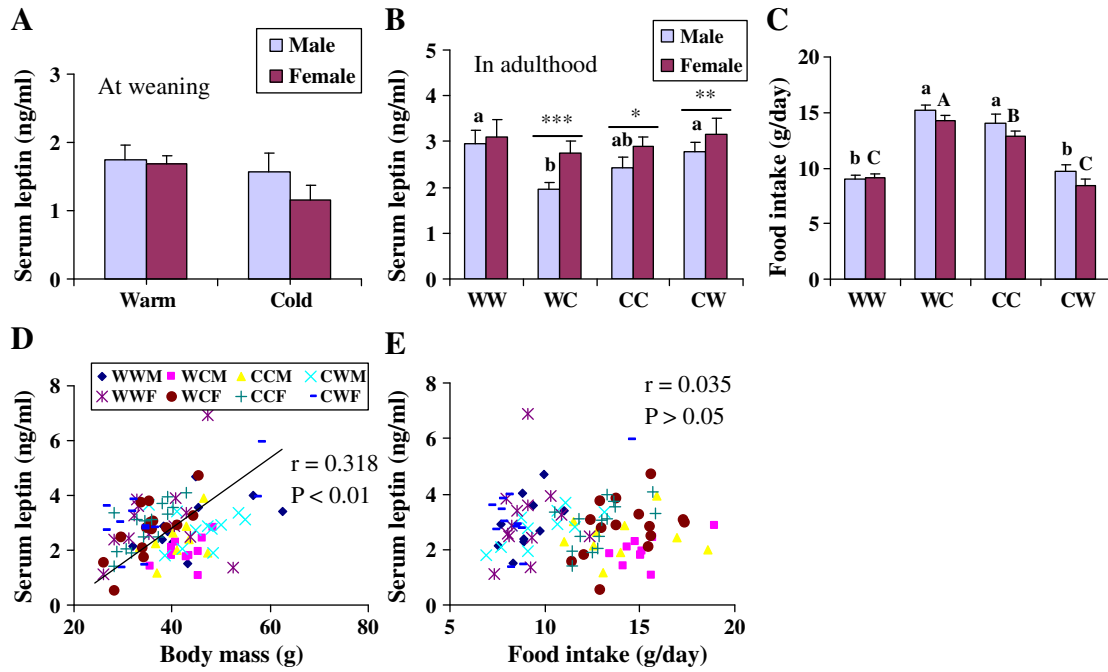 A
Male
Female
At weaning
Serum leptin (ng/ml)
3
2
1
0
Warm
Cold
B
Male
Female
In adulthood
Serum leptin (ng/ml)
5
4
3
2
1
0
a
***
b
*
ab
**
a
WW
WC
CC
CW
C
Male
Female
Food intake (g/day)
20
15
10
5
0
b C
a A
a B
b C
WW
WC
CC
CW
D
WWM WCM CCM CWM
WWF WCF CCF CWF
Serum leptin (ng/ml)
8
6
4
2
0
r = 0.318
P < 0.01
20 40 60 80
Body mass (g)
E
r = 0.035
P > 0.05
Serum leptin (ng/ml)
8
6
4
2
0
5 10 15 20
Food intake (g/day)